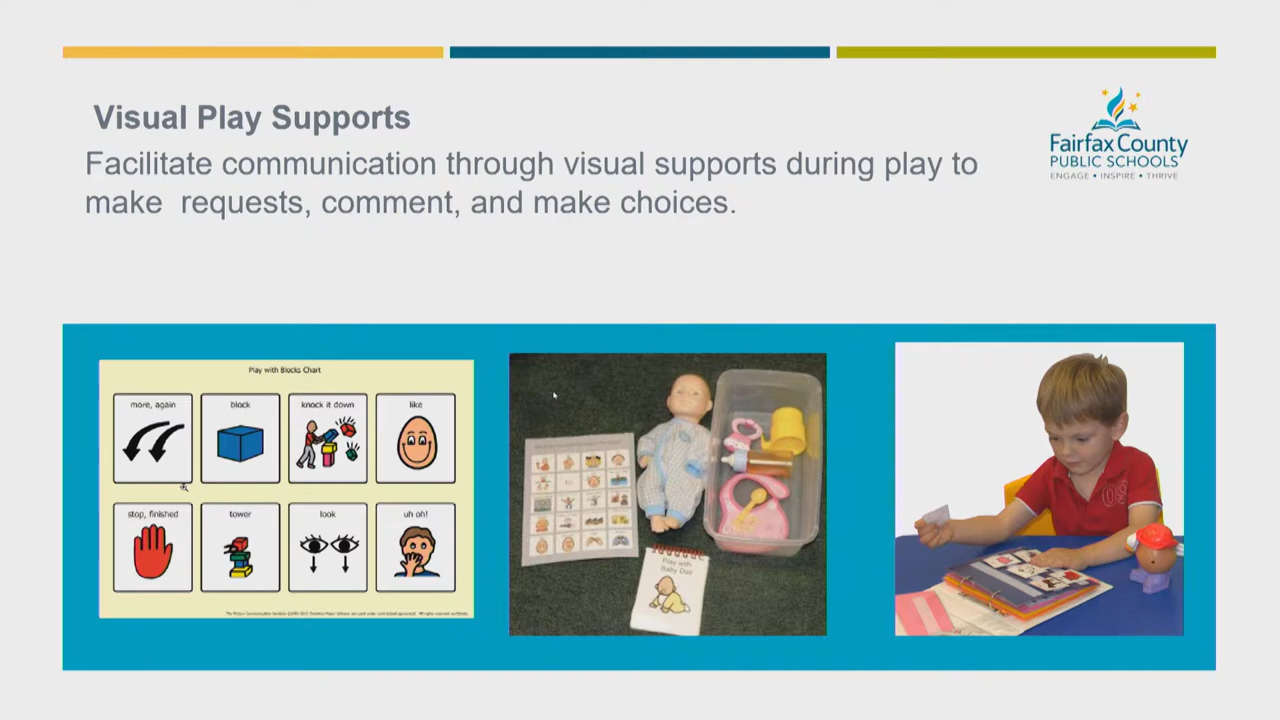 Visual Play Supports
Facilitate communication through visual supports during play to
make requests, comment, and make choices.
Fairfax County
PUBLIC SCHOOLS
ENGAGE • INSPIRE • THRIVE
Play with Blocks Chart
more, again
block
knock it down
like
stop, finished
tower
look
uh oh!
Play with
Baby Doll